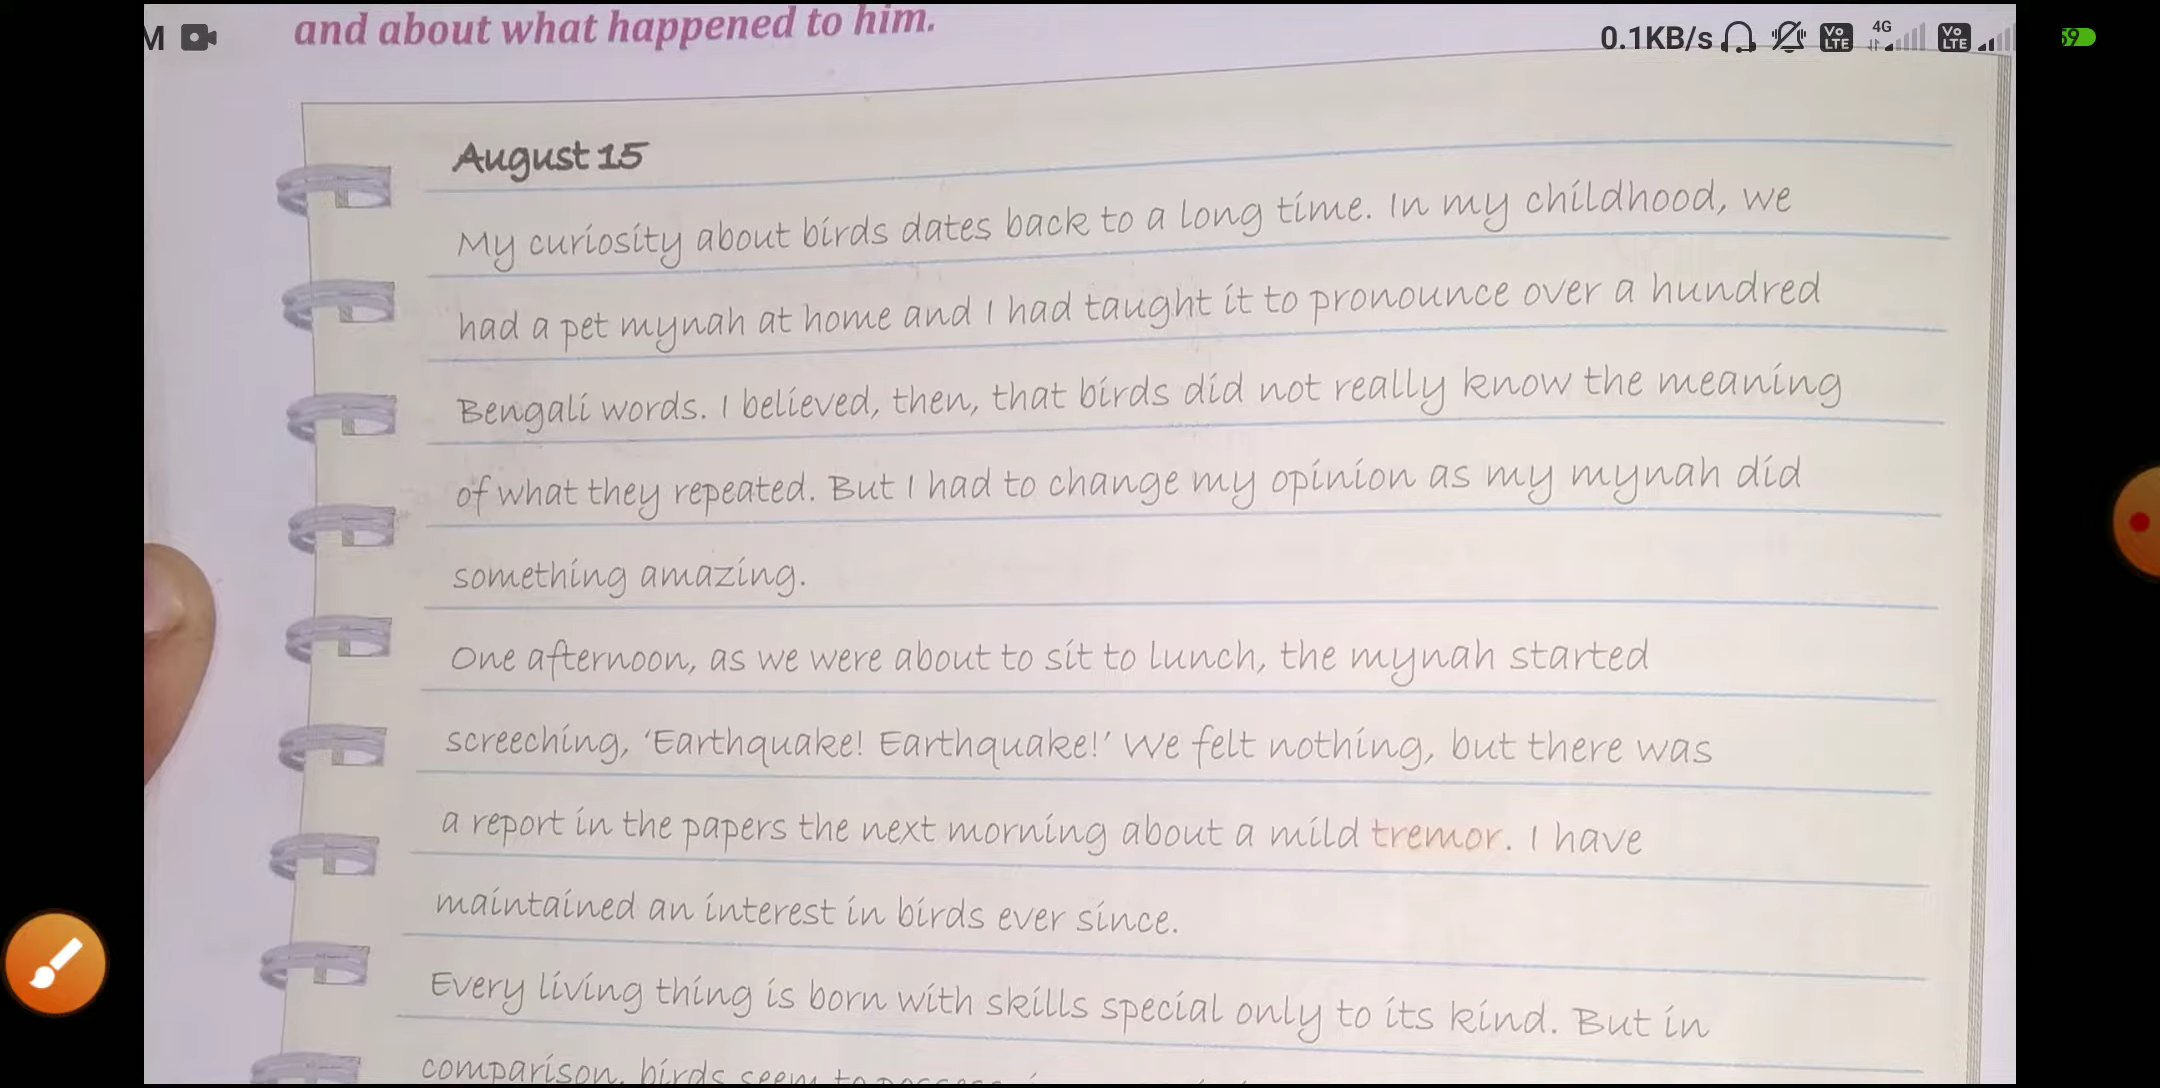 and about what happened to him.
M
0.1KB/s
Vo LTE
4G
Vo LTE
59
August 15
My curiosity about birds dates back to a long time. In my childhood, we
had a pet mynah at home and I had taught it to pronounce over a hundred
Bengali words. I believed, then, that birds did not really know the meaning
of what they repeated. But I had to change my opinion as my mynah did
something amazing.
One afternoon, as we were about to sit to lunch, the mynah started
screeching, ‘Earthquake! Earthquake!’ We felt nothing, but there was
a report in the papers the next morning about a mild tremor. I have
maintained an interest in birds ever since.
Every living thing is born with skills special only to its kind. But in
comparison, birds seem to